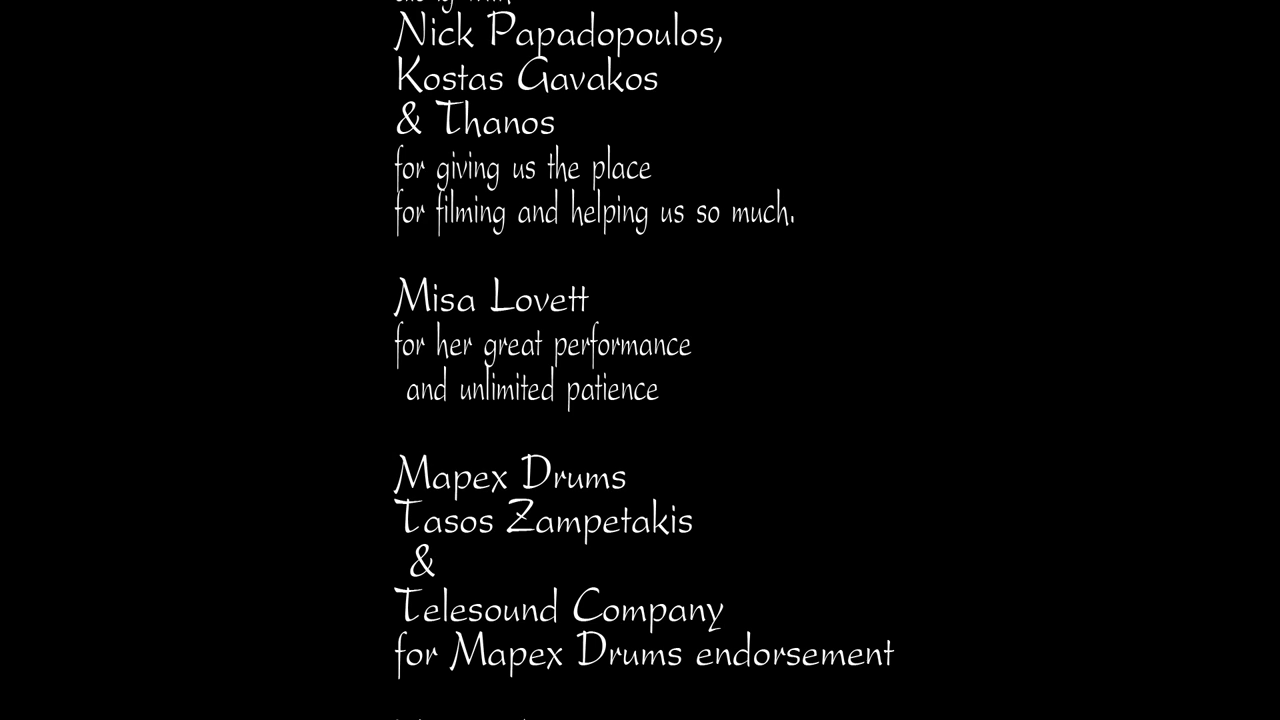 Nick Papadopoulos,
Kostas Gavakos
& Thanos
for giving us the place
for filming and helping us so much.
Misa Lovett
for her great performance
and unlimited patience
Mapex Drums
Tasos Zampetakis
&
Telesound Company
for Mapex Drums endorsement